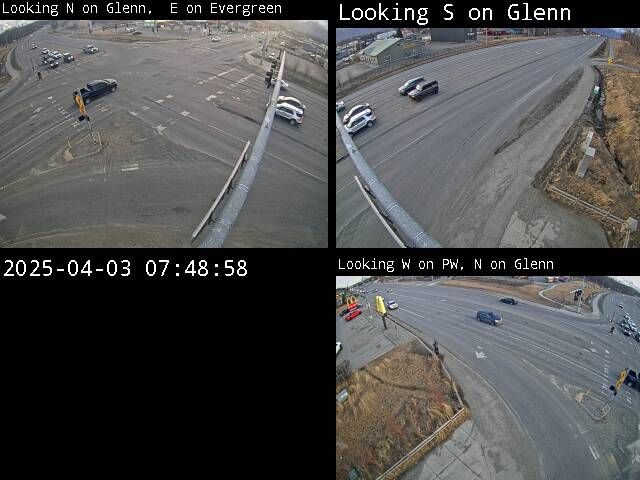 Looking N on Glenn,  E on Evergreen
Looking S on Glenn
2025-04-03 07:48:58
Looking W on PW, N on Glenn